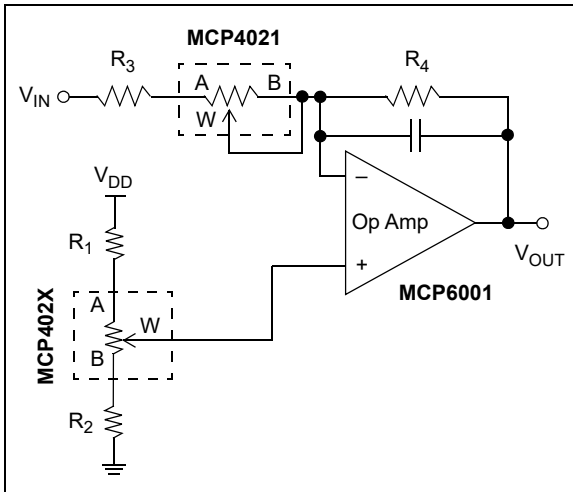 MCP4021
R3
A
B
R4
VIN
W
VDD
–
Op Amp
R1
+
VOUT
MCP6001
MCP402X
A
W
B
R2